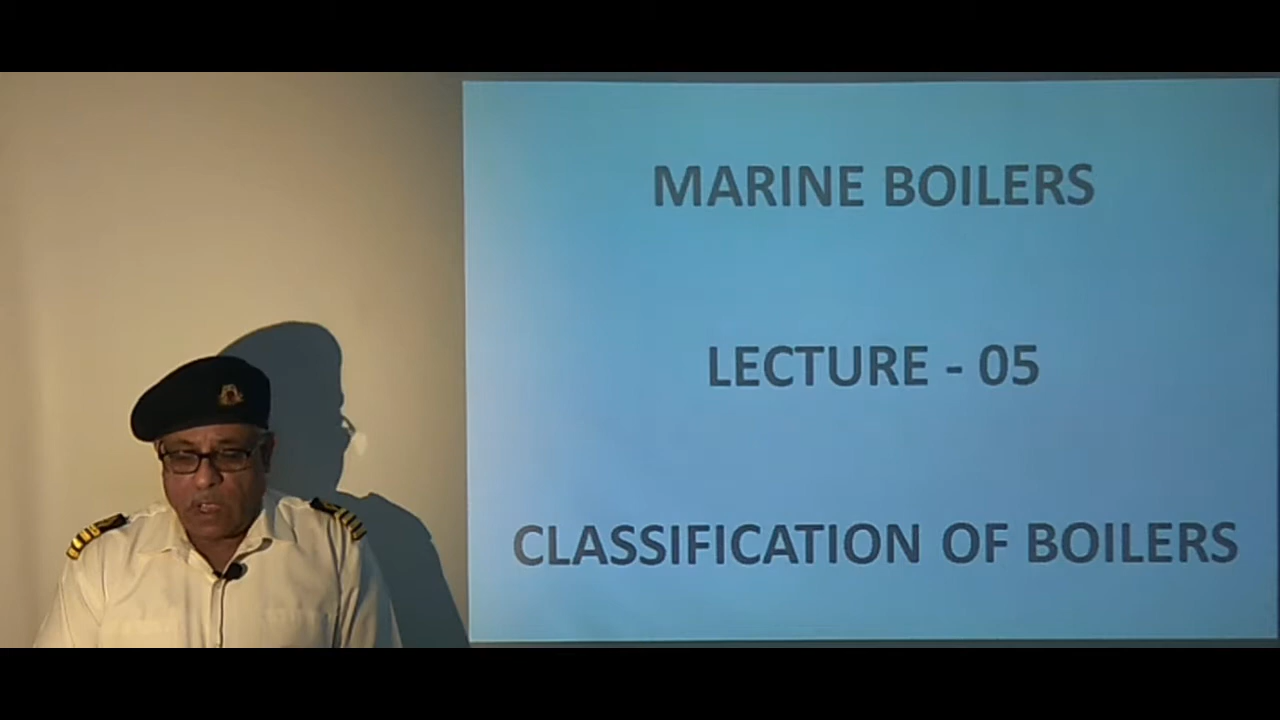 MARINE BOILERS
LECTURE - 05
CLASSIFICATION OF BOILERS